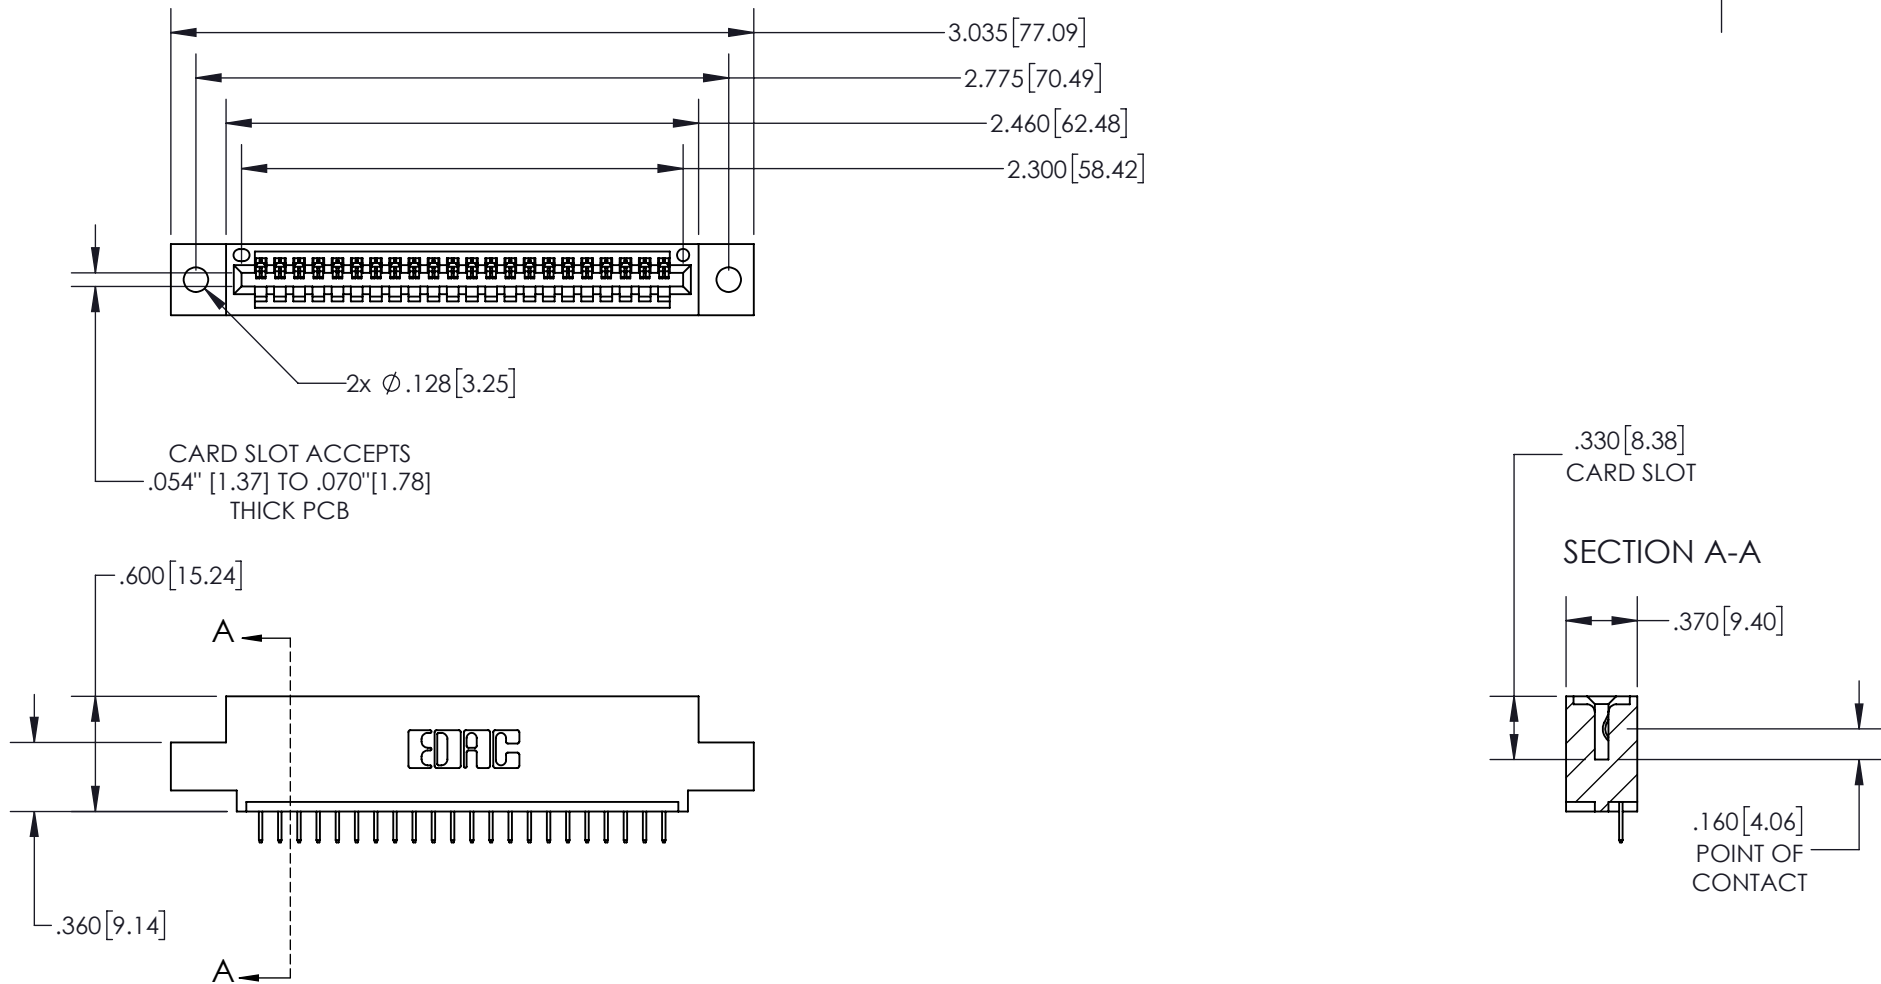 3.035[77.09]
2.775[70.49]
2.460[62.48]
2.300[58.42]
2x ∅.128[3.25]
CARD SLOT ACCEPTS
.054" [1.37] TO .070"[1.78]
THICK PCB
.330[8.38]
CARD SLOT
SECTION A-A
.600[15.24]
.370[9.40]
A
EDAC
.160[4.06]
POINT OF
CONTACT
.360[9.14]
A